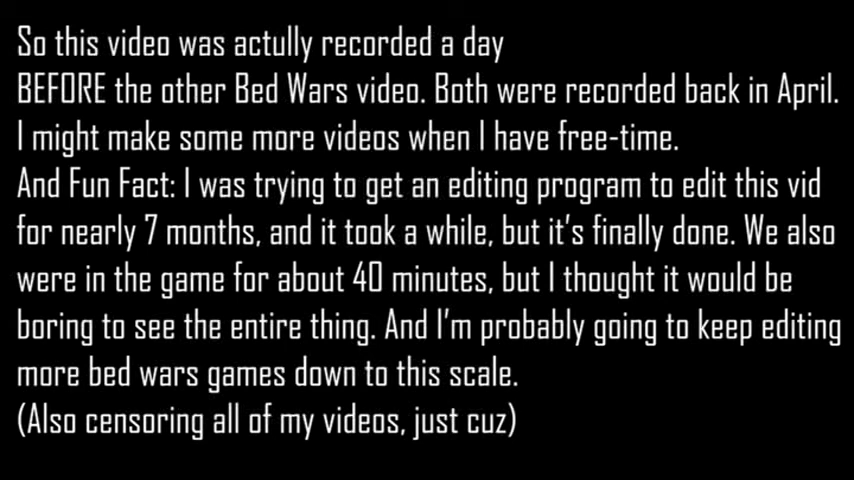 So this video was actully recorded a day
BEFORE the other Bed Wars video. Both were recorded back in April.
I might make some more videos when I have free-time.
And Fun Fact: I was trying to get an editing program to edit this vid
for nearly 7 months, and it took a while, but it's finally done. We also
were in the game for about 40 minutes, but I thought it would be
boring to see the entire thing. And I'm probably going to keep editing
more bed wars games down to this scale.
(Also censoring all of my videos, just cuz)